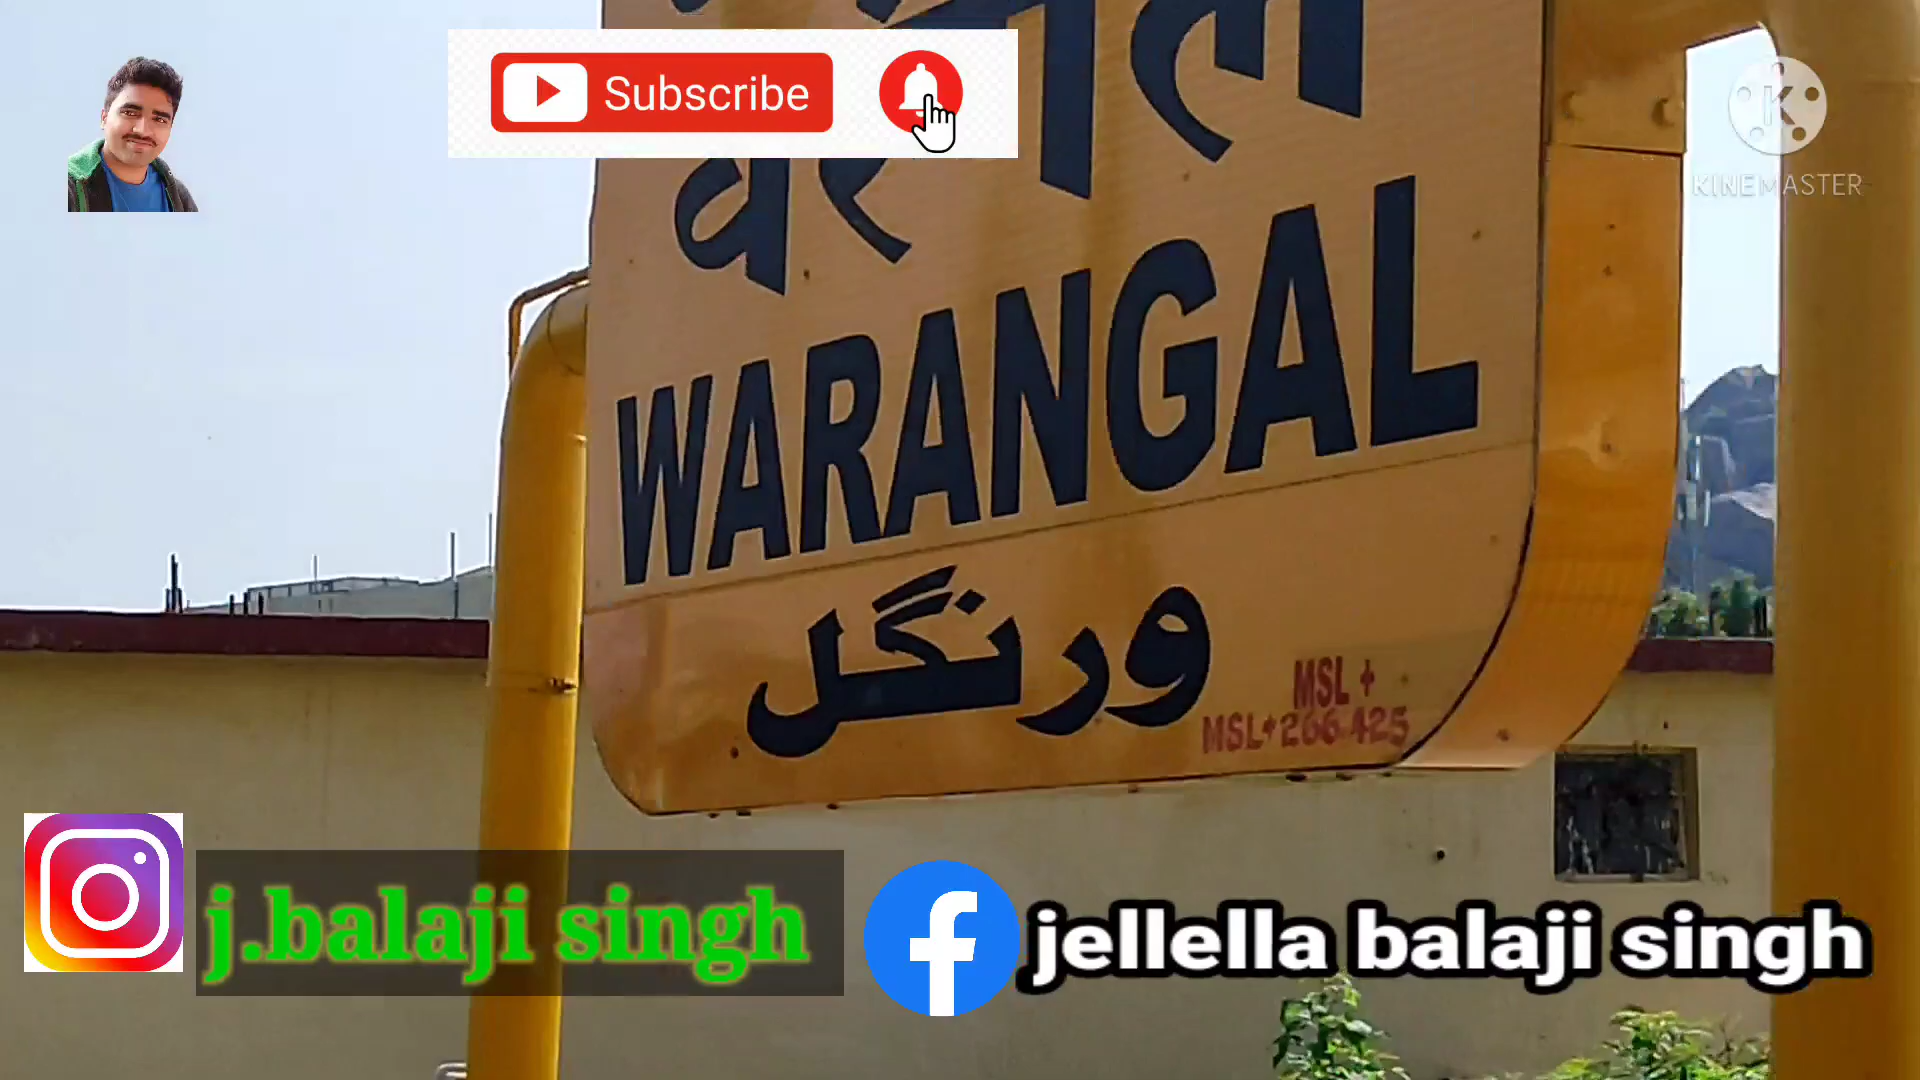 Subscribe
KINEMASTER
WARANGAL
ورنگل
MSL +
MSL+266.425
j.balaji singh
jellella balaji singh